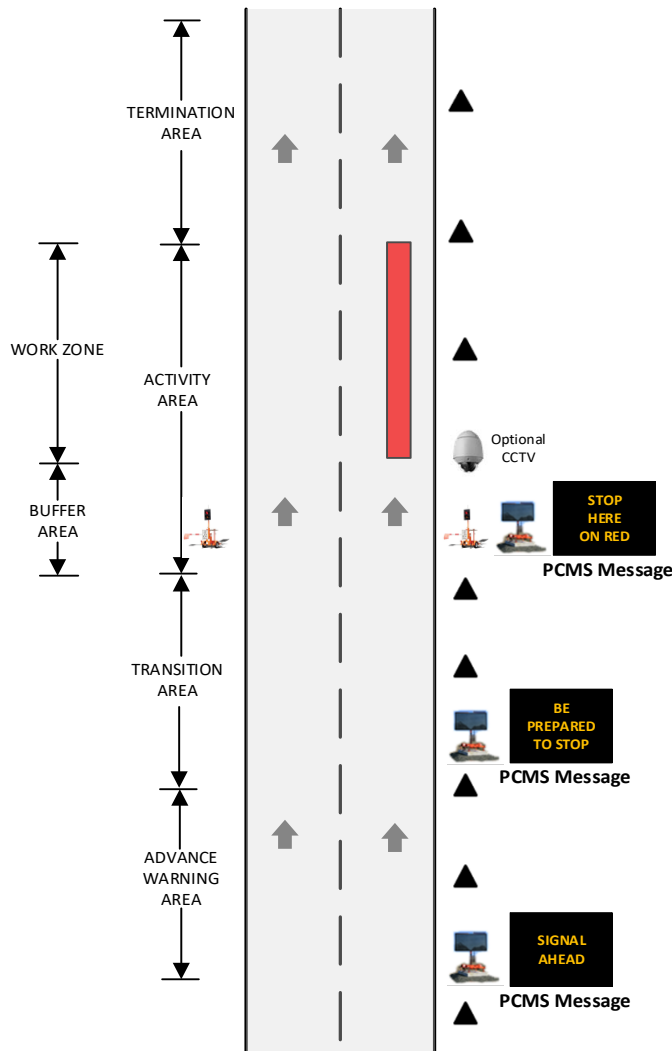 TERMINATION
AREA
WORK ZONE
ACTIVITY
AREA
Optional
CCTV
BUFFER
AREA
STOP
HERE
ON RED
PCMS Message
TRANSITION
AREA
BE
PREPARED
TO STOP
PCMS Message
ADVANCE
WARNING
AREA
SIGNAL
AHEAD
PCMS Message